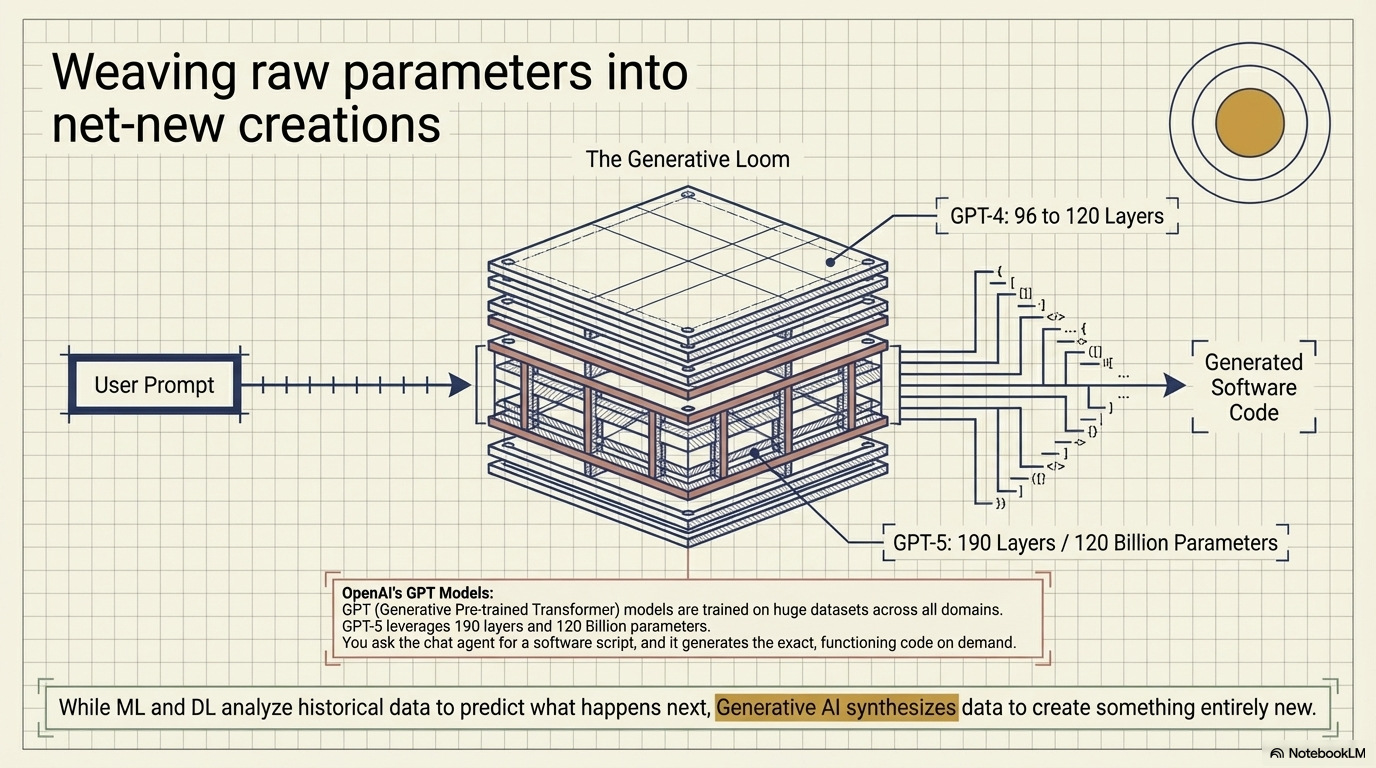 Weaving raw parameters into
net-new creations
The Generative Loom
GPT-4: 96 to 120 Layers
User Prompt
{
[
[]]
·]
</>
... {
<>
([]
...
...
]
{}
->
]
</>
]
}}
Generated
Software
Code
GPT-5: 190 Layers / 120 Billion Parameters
OpenAI's GPT Models:
GPT (Generative Pre-trained Transformer) models are trained on huge datasets across all domains.
GPT-5 leverages 190 layers and 120 Billion parameters.
You ask the chat agent for a software script, and it generates the exact, functioning code on demand.
While ML and DL analyze historical data to predict what happens next, Generative AI synthesizes data to create something entirely new.
NotebookLM